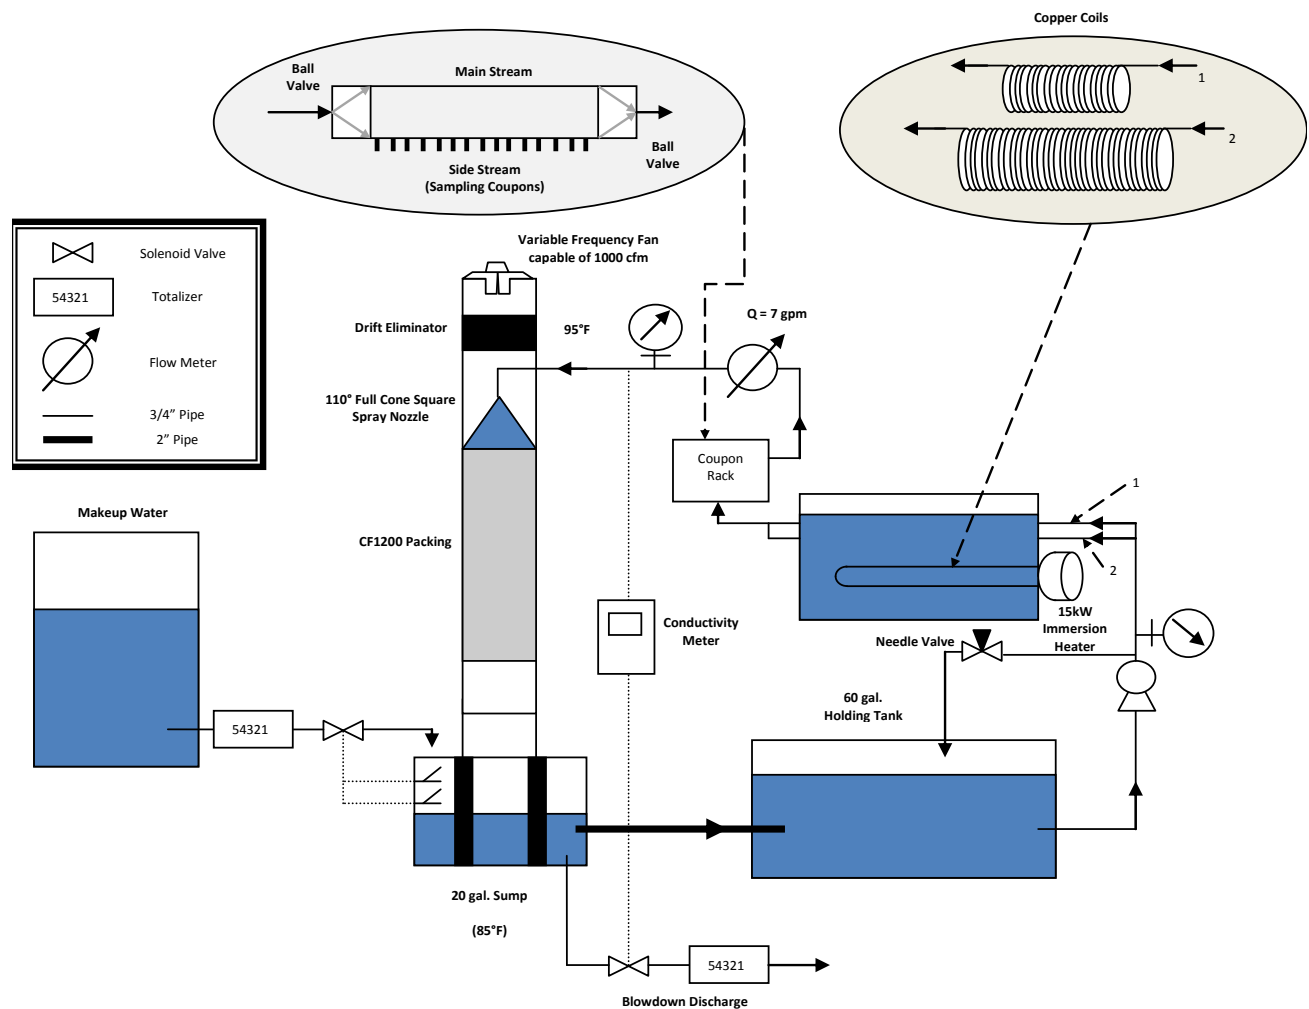 Copper Coils
1
2
Ball
Valve
Main Stream
Side Stream
(Sampling Coupons)
Ball
Valve
Solenoid Valve
54321
Totalizer
Flow Meter
3/4” Pipe
2” Pipe
Variable Frequency Fan
capable of 1000 cfm
Drift Eliminator
95°F
Q = 7 gpm
110° Full Cone Square
Spray Nozzle
Coupon
Rack
1
2
Makeup Water
CF1200 Packing
15kW
Immersion
Heater
Conductivity
Meter
Needle Valve
60 gal.
Holding Tank
54321
20 gal. Sump
(85°F)
54321
Blowdown Discharge